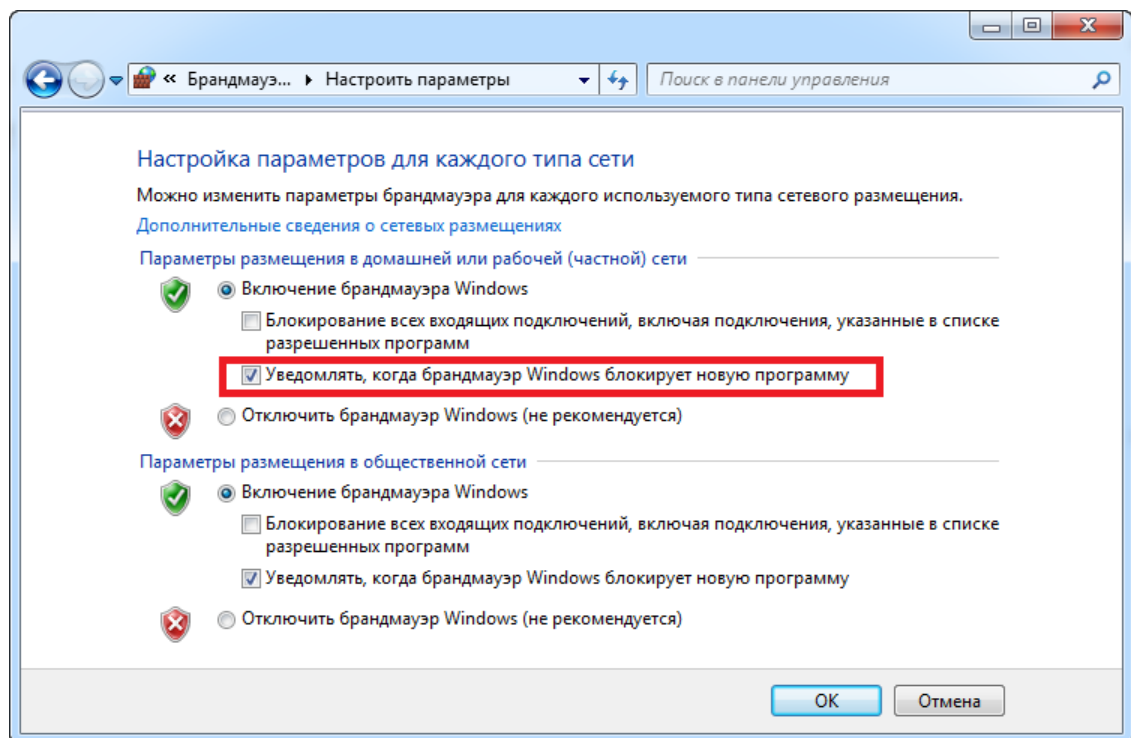 « Брандмауэ... ▸ Настроить параметры
Поиск в панели управления
Настройка параметров для каждого типа сети
Можно изменить параметры брандмауэра для каждого используемого типа сетевого размещения.
Дополнительные сведения о сетевых размещениях
Параметры размещения в домашней или рабочей (частной) сети
Включение брандмауэра Windows
Блокирование всех входящих подключений, включая подключения, указанные в списке
разрешенных программ
Уведомлять, когда брандмауэр Windows блокирует новую программу
Отключить брандмауэр Windows (не рекомендуется)
Параметры размещения в общественной сети
Включение брандмауэра Windows
Блокирование всех входящих подключений, включая подключения, указанные в списке
разрешенных программ
Уведомлять, когда брандмауэр Windows блокирует новую программу
Отключить брандмауэр Windows (не рекомендуется)
ОК
Отмена